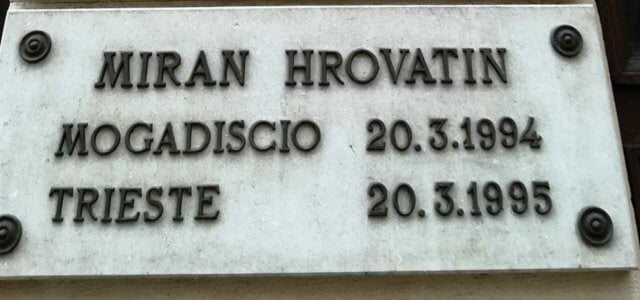 MIRAN HROVATIN
MOGADISCIO 20.3.1994
TRIESTE 20.3.1995